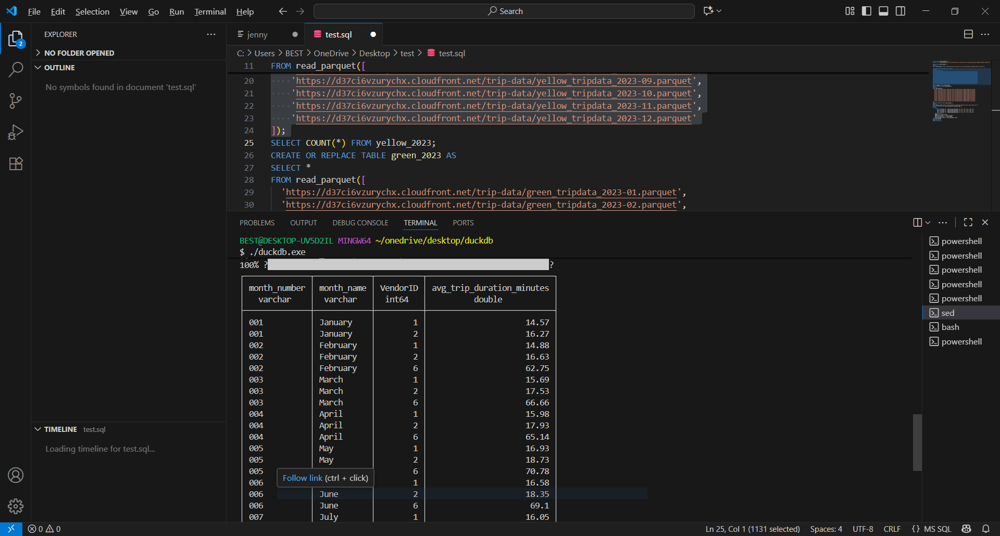 File Edit Selection View Go Run Terminal Help Search
EXPLORER
NO FOLDER OPENED
OUTLINE
No symbols found in document 'test.sql'
TIMELINE test.sql
Loading timeline for test.sql...
2
jenny test.sql
C: > Users > BEST > OneDrive > Desktop > test > test.sql
11 FROM read_parquet([
20 ····'https://d37ci6vzurychx.cloudfront.net/trip-data/yellow_tripdata_2023-09.parquet',
21 ····'https://d37ci6vzurychx.cloudfront.net/trip-data/yellow_tripdata_2023-10.parquet',
22 ····'https://d37ci6vzurychx.cloudfront.net/trip-data/yellow_tripdata_2023-11.parquet',
23 ····'https://d37ci6vzurychx.cloudfront.net/trip-data/yellow_tripdata_2023-12.parquet'
24 ]);
25 SELECT COUNT(*) FROM yellow_2023;
26 CREATE OR REPLACE TABLE green_2023 AS
27 SELECT *
28 FROM read_parquet([
29 'https://d37ci6vzurychx.cloudfront.net/trip-data/green_tripdata_2023-01.parquet',
30 'https://d37ci6vzurychx.cloudfront.net/trip-data/green_tripdata_2023-02.parquet',
PROBLEMS OUTPUT DEBUG CONSOLE TERMINAL PORTS
BEST@DESKTOP-UV5D2IL MINGW64 ~/onedrive/desktop/duckdb
$ ./duckdb.exe
100% ? ?
month_number month_name VendorID avg_trip_duration_minutes
varchar varchar int64 double
001 January 1 14.57
001 January 2 16.27
002 February 1 14.88
002 February 2 16.63
002 February 6 62.75
003 March 1 15.69
003 March 2 17.53
003 March 6 66.66
004 April 1 15.98
004 April 2 17.93
004 April 6 65.14
005 May 1 16.93
005 May 2 18.73
005 6 70.78
Follow link (ctrl + click)
006 1 16.58
006 June 2 18.35
006 June 6 69.1
007 July 1 16.05
powershell
powershell
powershell
powershell
powershell
sed
bash
powershell
0 0 Ln 25, Col 1 (1131 selected) Spaces: 4 UTF-8 CRLF {} MS SQL